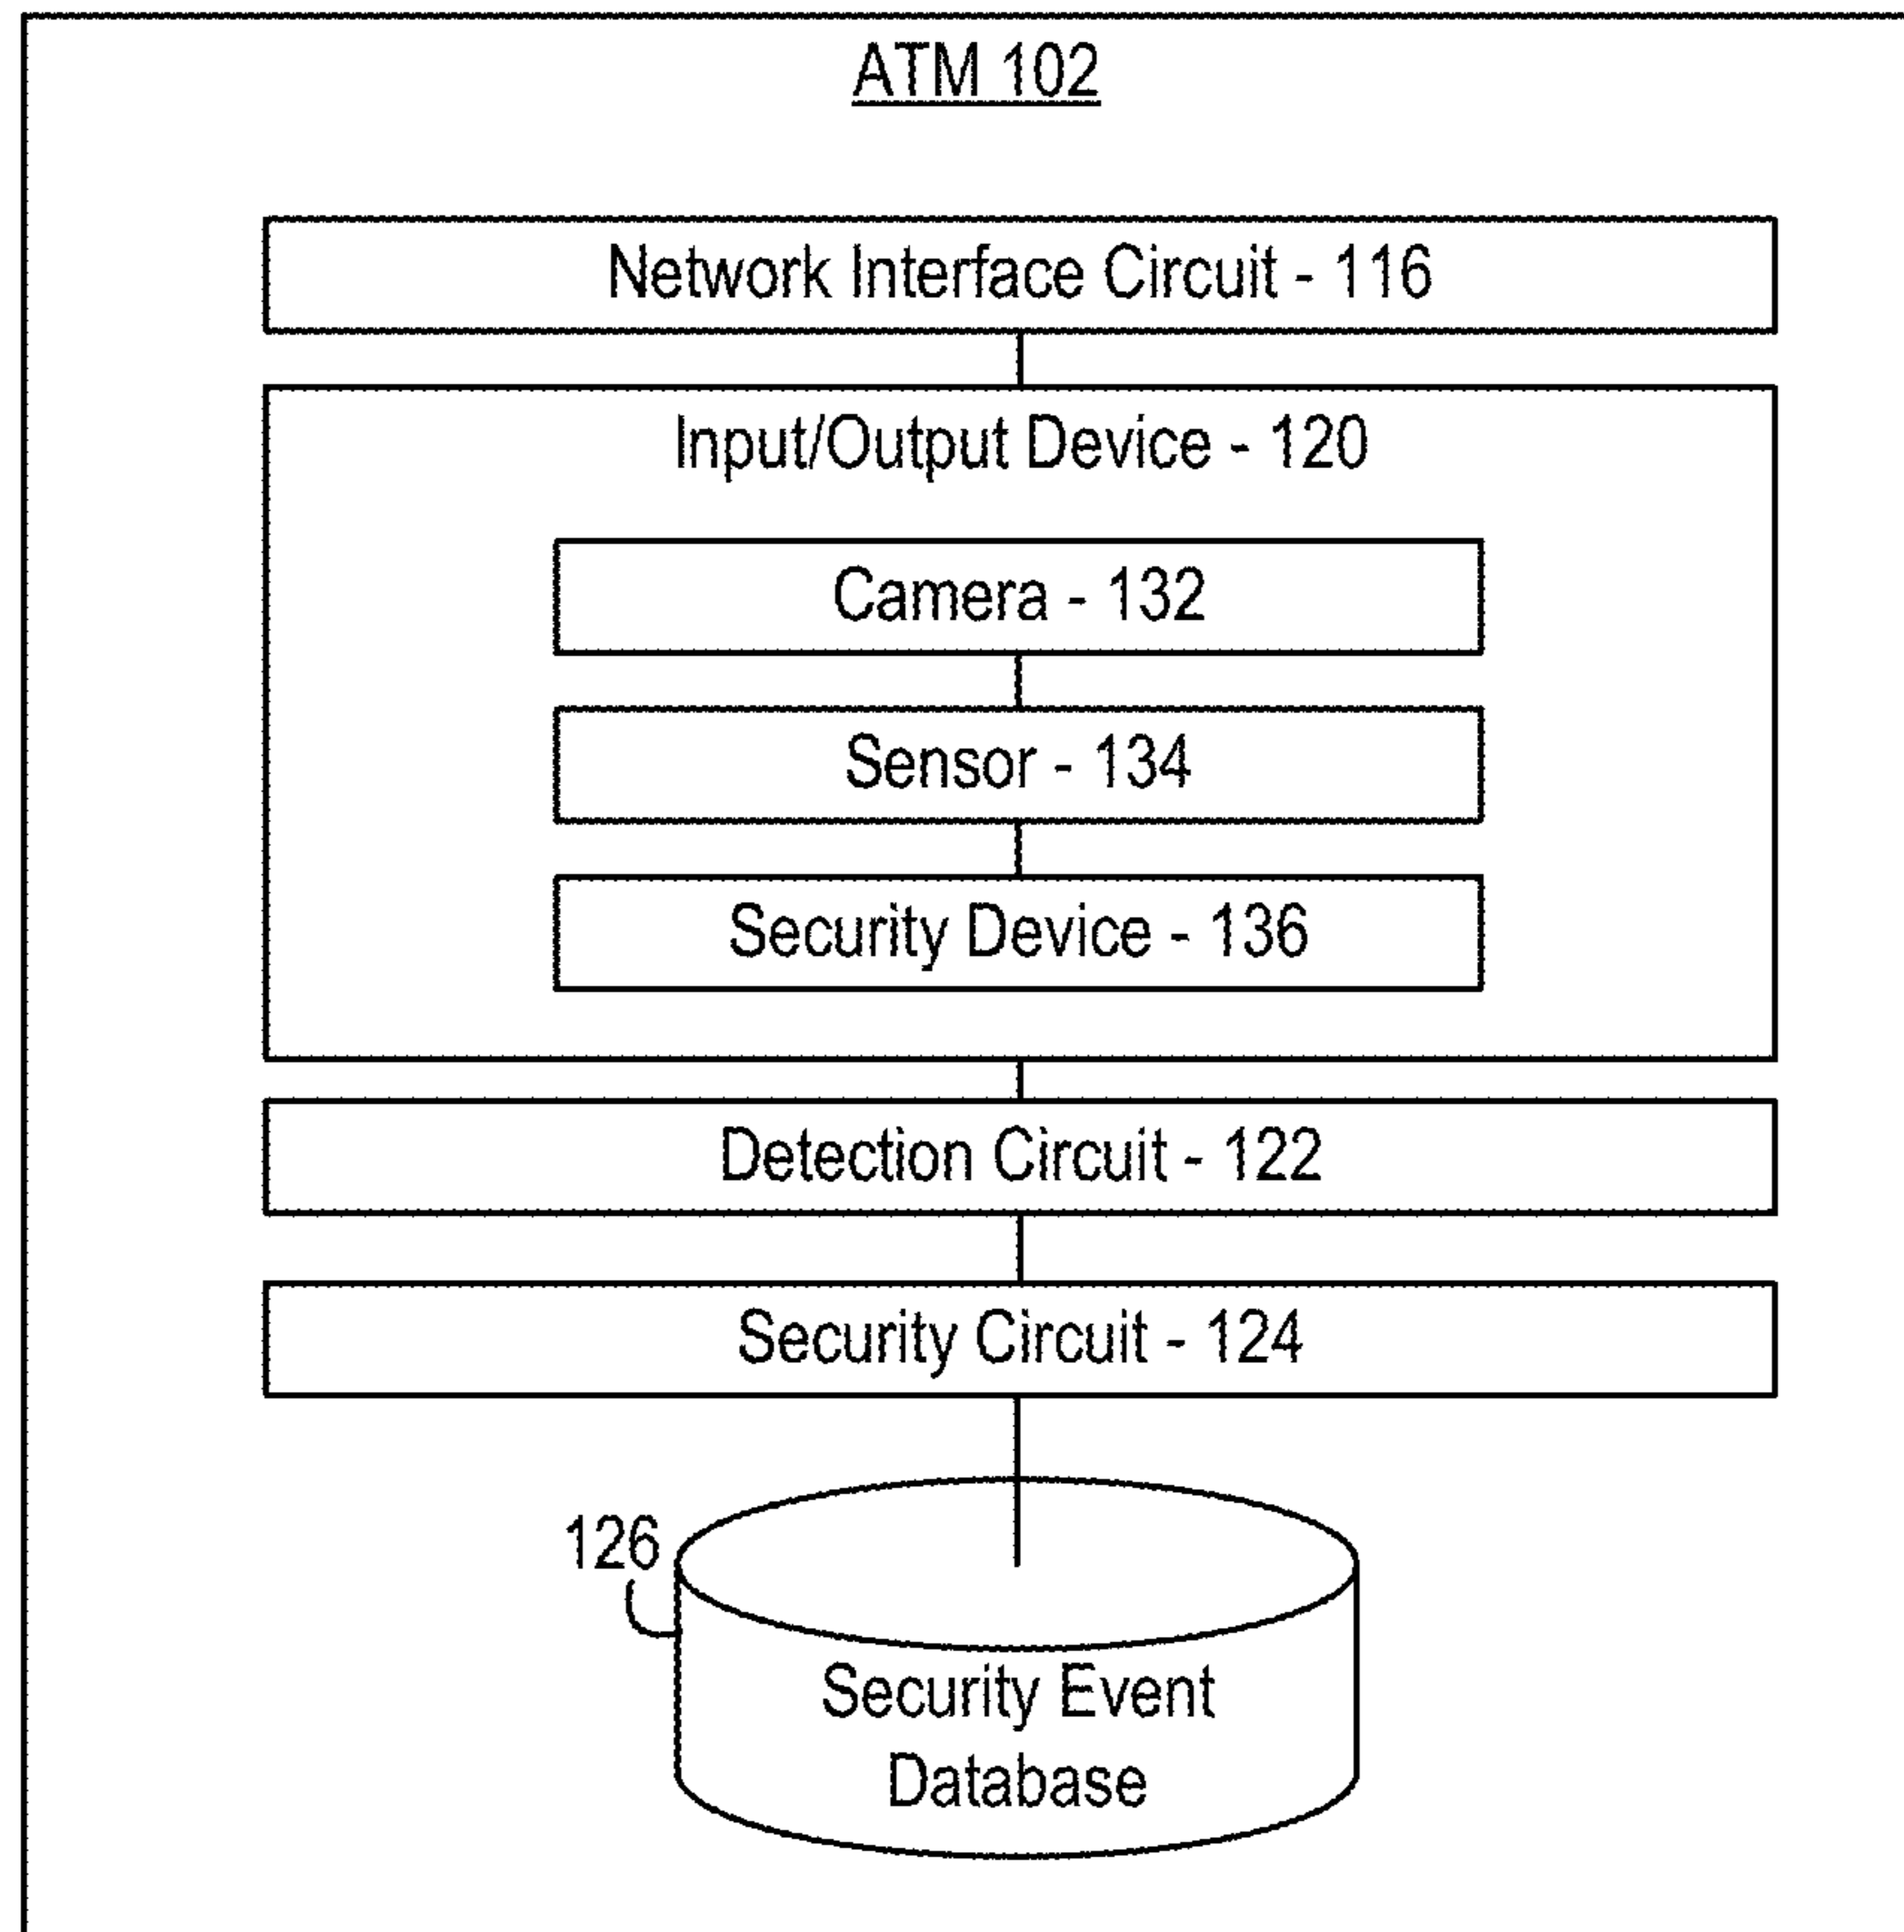 ATM 102
Network Interface Circuit - 116
Input/Output Device - 120
Camera - 132
Sensor - 134
Security Device - 136
Detection Circuit - 122
Security Circuit - 124
126
Security Event
Database